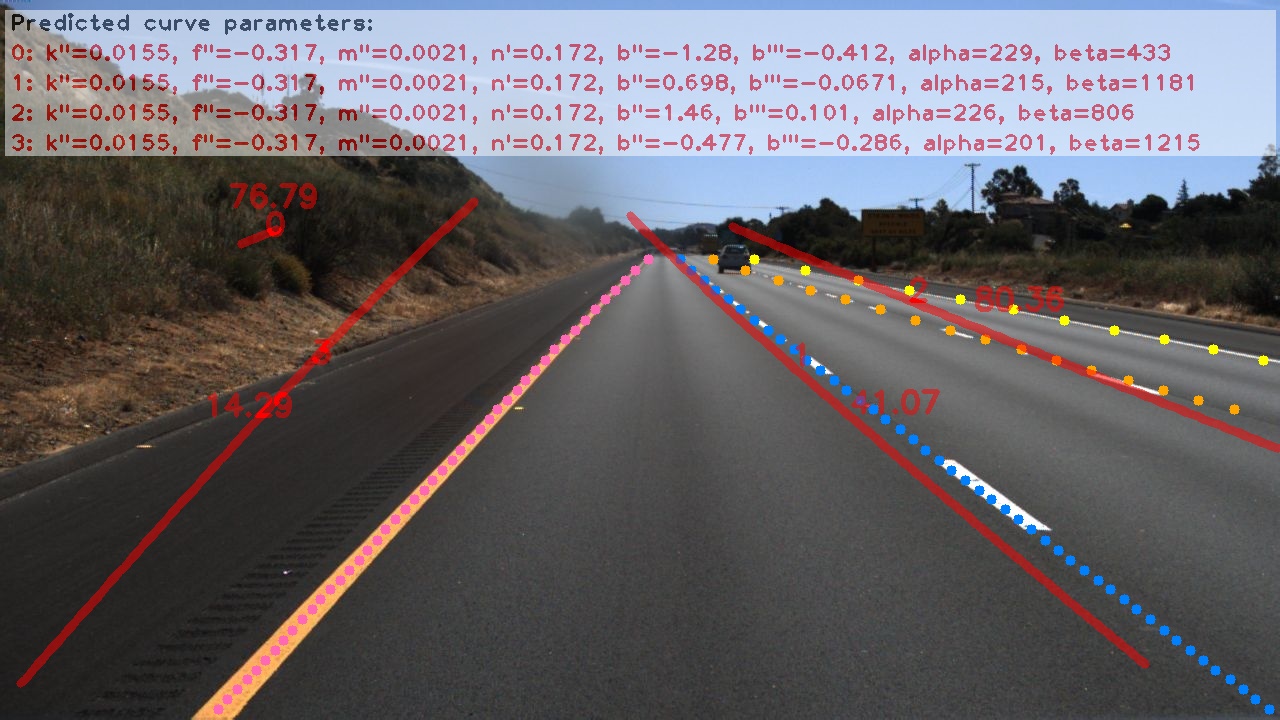 Predicted curve parameters:
0: k''=0.0155, f''=−0.317, m''=0.0021, n'=0.172, b''=−1.28, b'''=−0.412, alpha=229, beta=433
1: k''=0.0155, f''=−0.317, m''=0.0021, n'=0.172, b''=0.698, b'''=−0.0671, alpha=215, beta=1181
2: k''=0.0155, f''=−0.317, m''=0.0021, n'=0.172, b''=1.46, b'''=0.101, alpha=226, beta=806
3: k''=0.0155, f''=−0.317, m''=0.0021, n'=0.172, b''=−0.477, b'''=−0.286, alpha=201, beta=1215
76.79
0
2 80.36
3 1
14.29 41.07